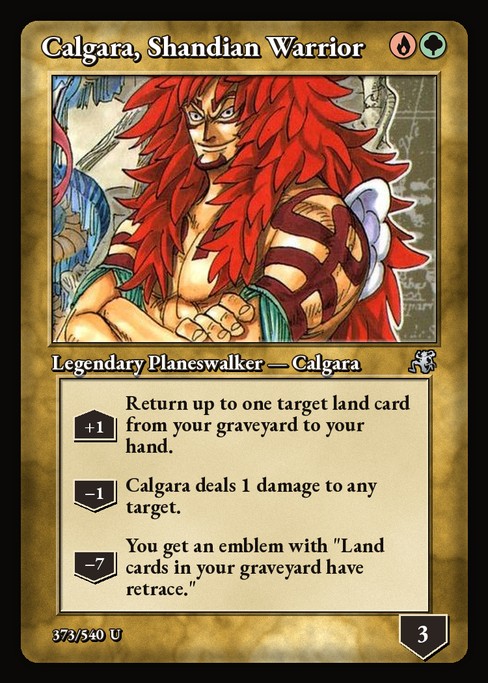 Calgara, Shandian Warrior
Legendary Planeswalker — Calgara
+1
Return up to one target land card
from your graveyard to your
hand.
−1
Calgara deals 1 damage to any
target.
−7
You get an emblem with "Land
cards in your graveyard have
retrace."
373/540 U
3